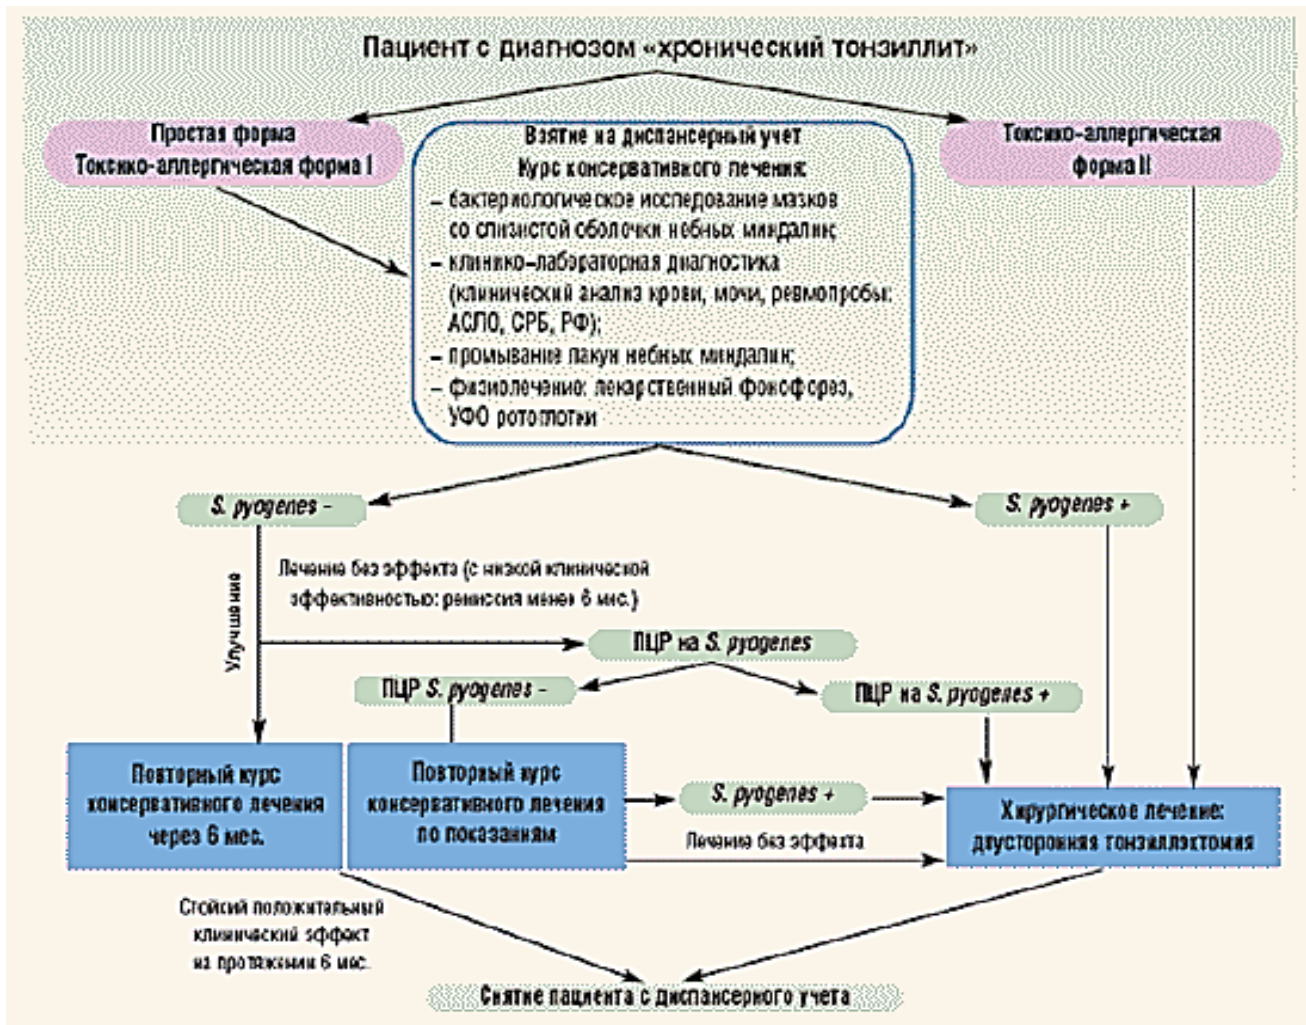 Пациент с диагнозом «хронический тонзиллит»
Простая форма
Токсико-аллергическая форма I
Взятие на диспансерный учет
Курс консервативного лечения:
– бактериологическое исследование мазков
со слизистой оболочки небных миндалин;
– клинико-лабораторная диагностика
(клинический анализ крови, мочи, ревмопробы:
АСЛО, СРБ, РФ);
– промывание лакун небных миндалин;
– физиолечение: лекарственный фонофорез,
УФО ротоглотки
Токсико-аллергическая
форма II
S. pyogenes –
S. pyogenes +
Улучшение
Лечение без эффекта (с низкой клинической
эффективностью: ремиссия менее 6 мес.)
ПЦР на S. pyogenes
ПЦР S. pyogenes –
ПЦР на S. pyogenes +
Повторный курс
консервативного лечения
через 6 мес.
Повторный курс
консервативного лечения
по показанням
S. pyogenes +
Лечение без эффекта
Хирургическое лечение:
двусторонняя тонзиллэктомия
Стойкий положительный
клинический эффект
на протяжении 6 мес.
Снятие пациента с диспансерного учета